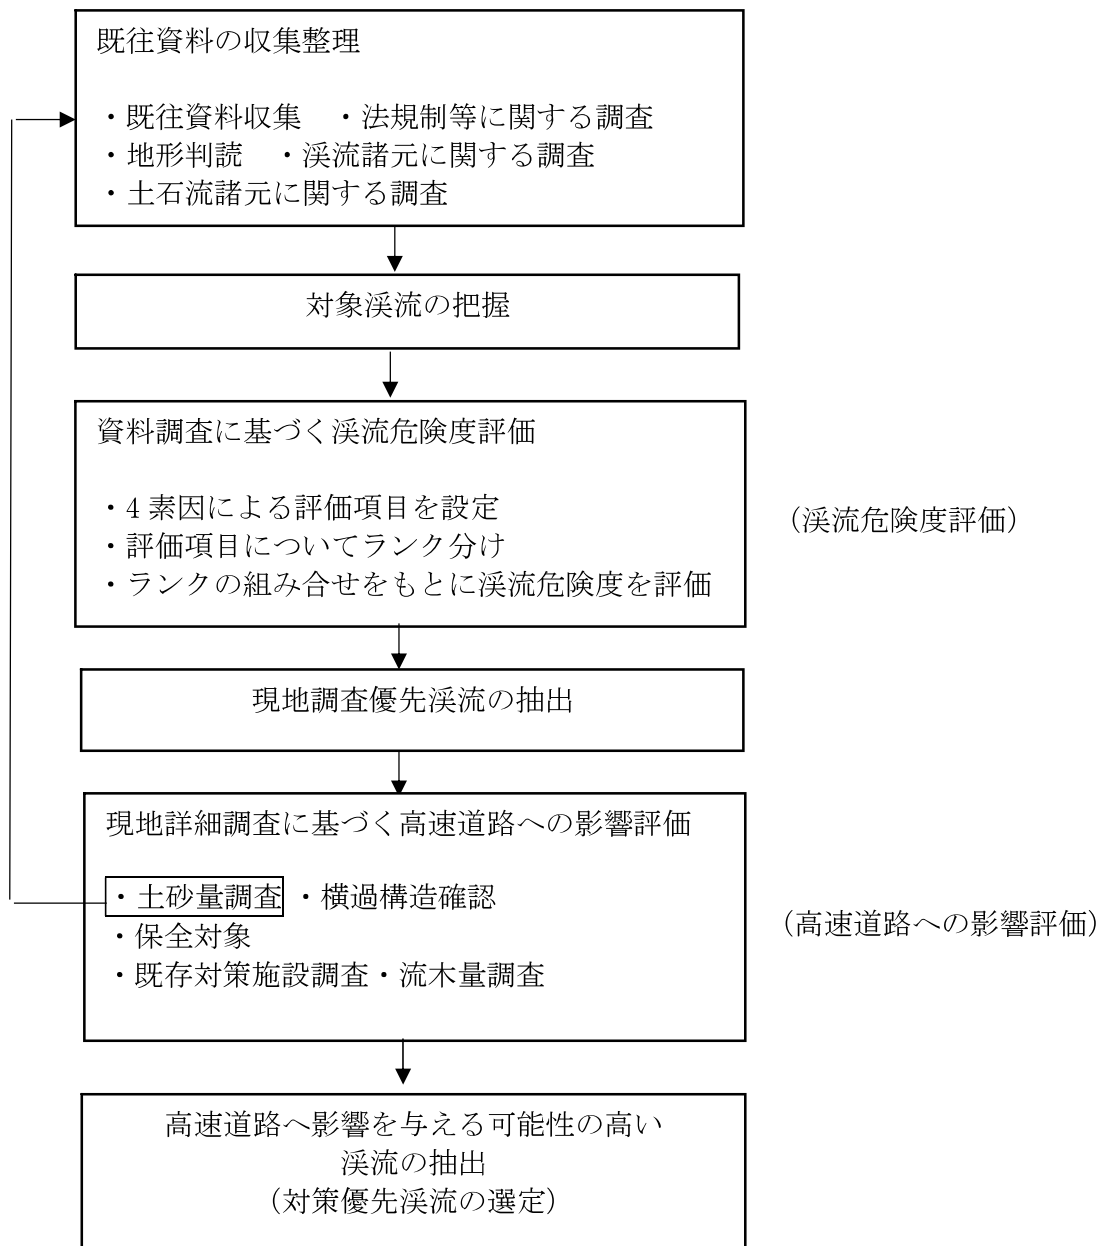 既往資料の収集整理
・既往資料収集　・法規制等に関する調査
・地形判読　・渓流諸元に関する調査
・土石流諸元に関する調査
対象渓流の把握
資料調査に基づく渓流危険度評価
・4 素因による評価項目を設定
・評価項目についてランク分け
・ランクの組み合せをもとに渓流危険度を評価
（渓流危険度評価）
現地調査優先渓流の抽出
現地詳細調査に基づく高速道路への影響評価
・土砂量調査 ・横過構造確認
・保全対象
・既存対策施設調査・流木量調査
（高速道路への影響評価）
高速道路へ影響を与える可能性の高い
渓流の抽出
（対策優先渓流の選定）